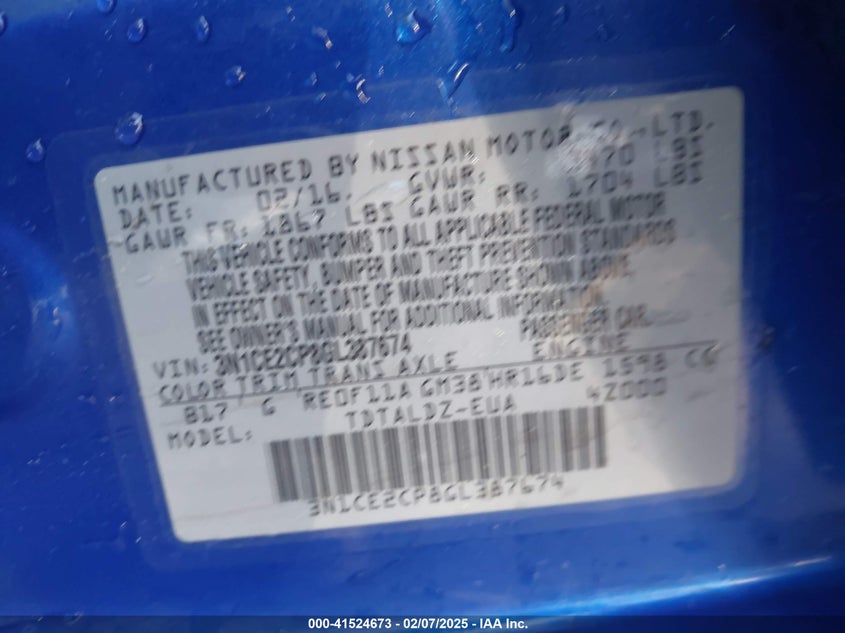 MANUFACTURED BY NISSAN MOTOR CO., LTD.
DATE: 02/16. GVWR: 470 LBS
GAWR FR: 1867 LBS GAWR RR: 1704 LBS
THIS VEHICLE CONFORMS TO ALL APPLICABLE FEDERAL MOTOR
VEHICLE SAFETY, BUMPER AND THEFT PREVENTION STANDARDS
IN EFFECT ON THE DATE OF MANUFACTURE SHOWN ABOVE.
SEE OWNER'S MANUAL FOR ADDITIONAL INFORMATION.
VIN: 3N1CE2CP8GL387674 PASSENGER CAR
COLOR TRIM TRANS AXLE ENGINE
B17 G RE0F11A GM38 HR16DE 1598 CC
MODEL: TDTALDZ-EUA 4Z000
3N1CE2CP8GL387674
000-41524673 — 02/07/2025 — IAA Inc.